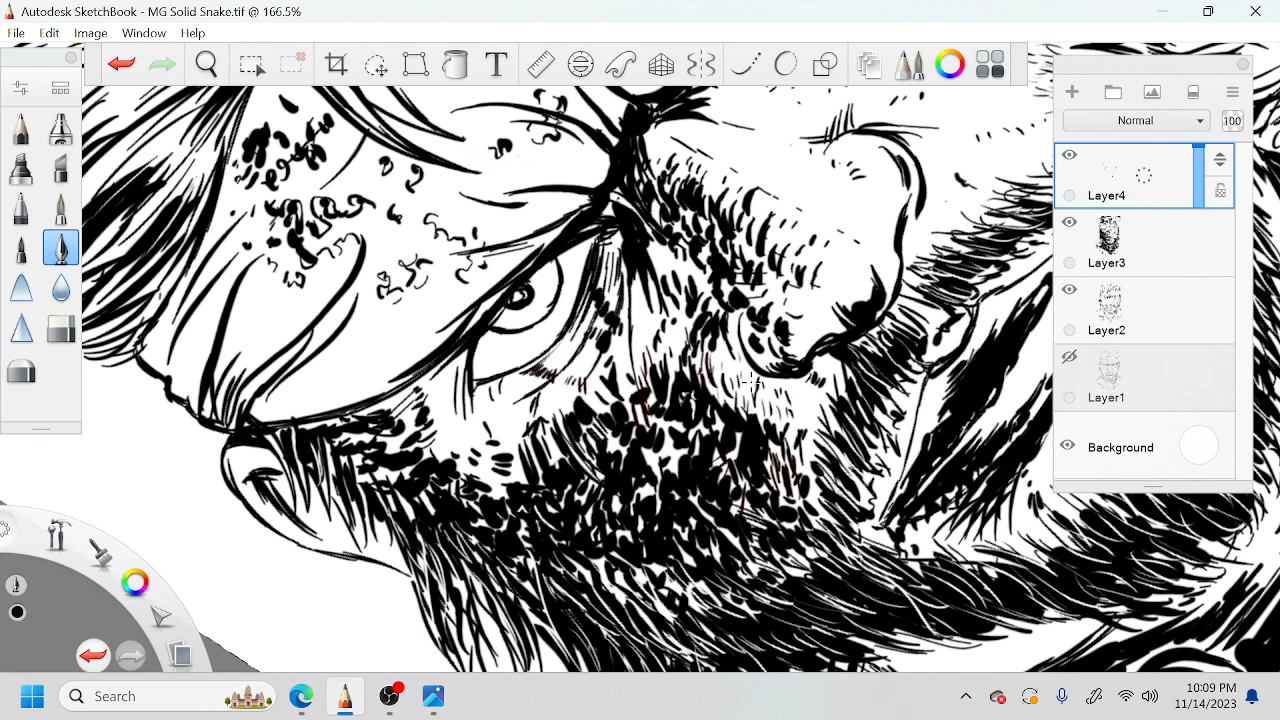 Autodesk SketchBook - MG Solid Snake.tif @ 166.5%
File Edit Image Window Help
T
Normal 100
Layer4
Layer3
Layer2
Layer1
Background
Search
10:09 PM
11/14/2023